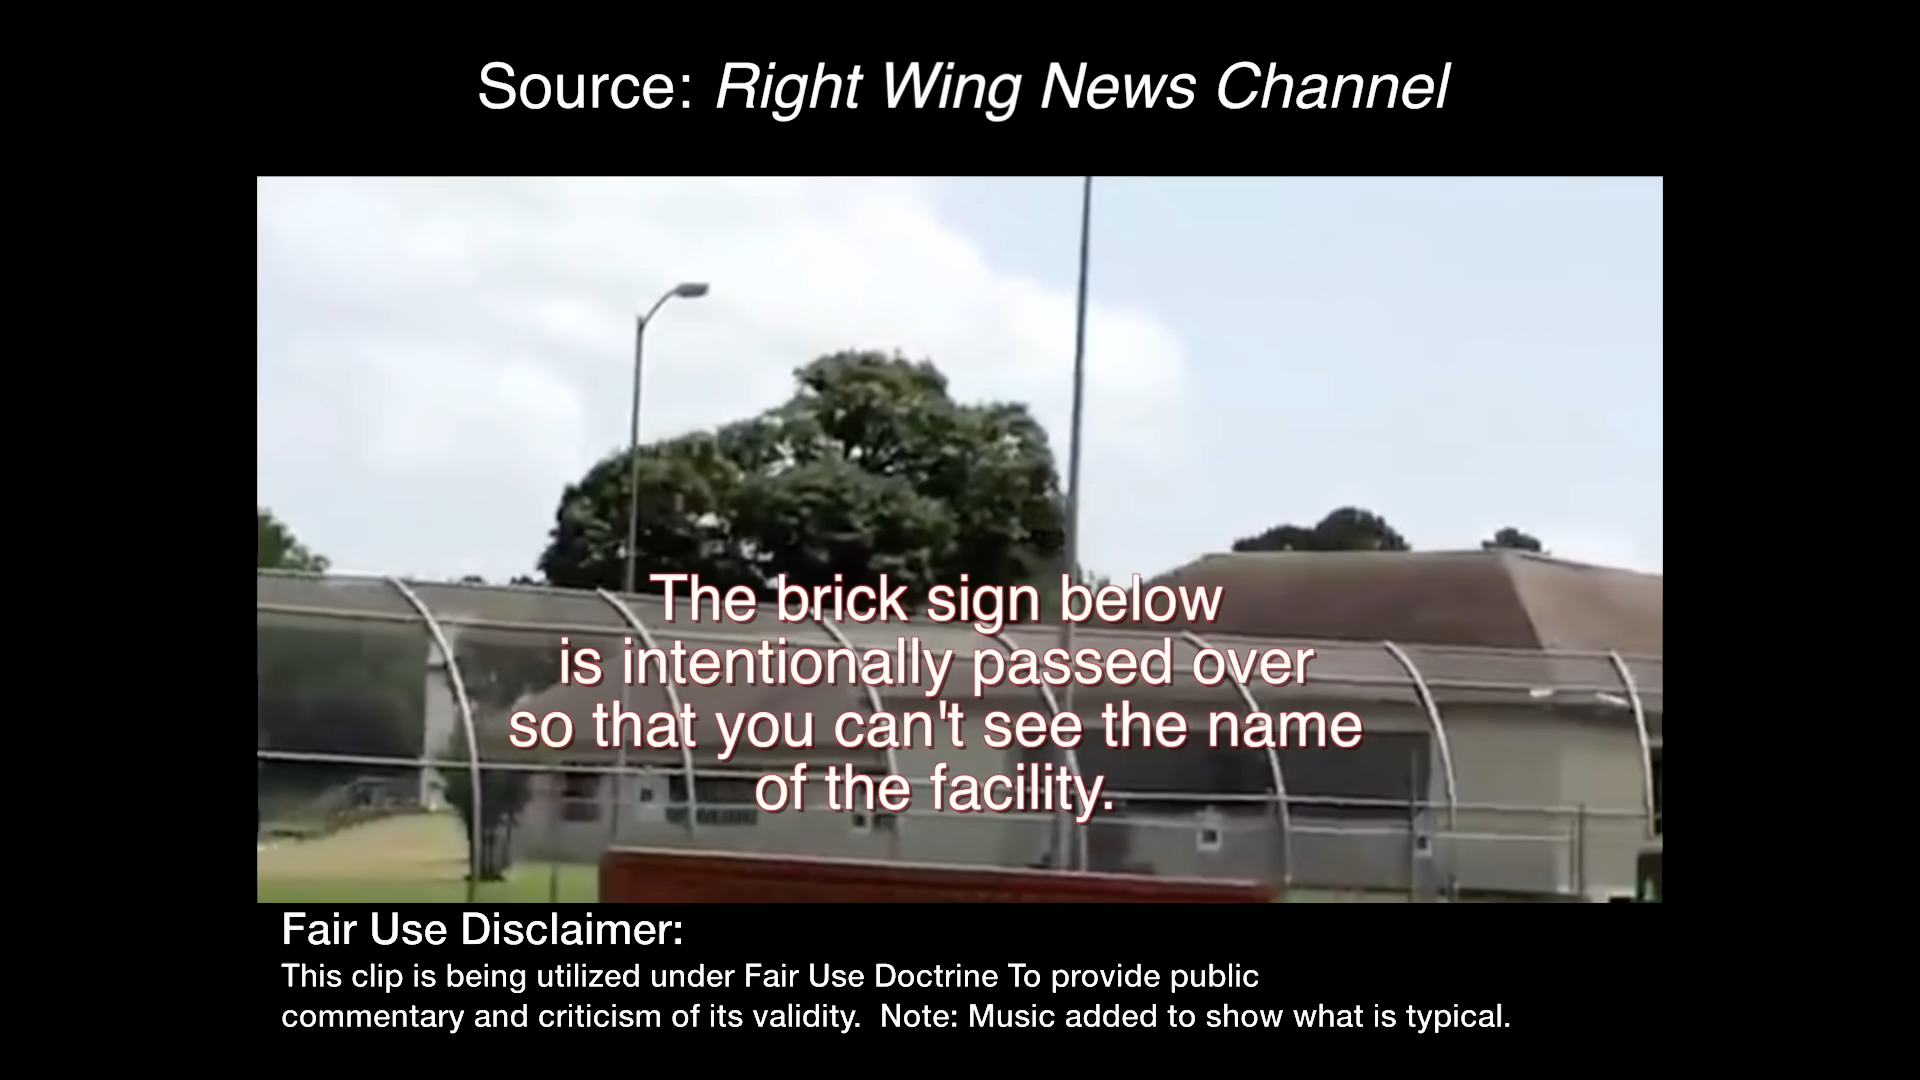 Source: Right Wing News Channel
The brick sign below
is intentionally passed over
so that you can't see the name
of the facility.
Fair Use Disclaimer:
This clip is being utilized under Fair Use Doctrine To provide public
commentary and criticism of its validity.  Note: Music added to show what is typical.